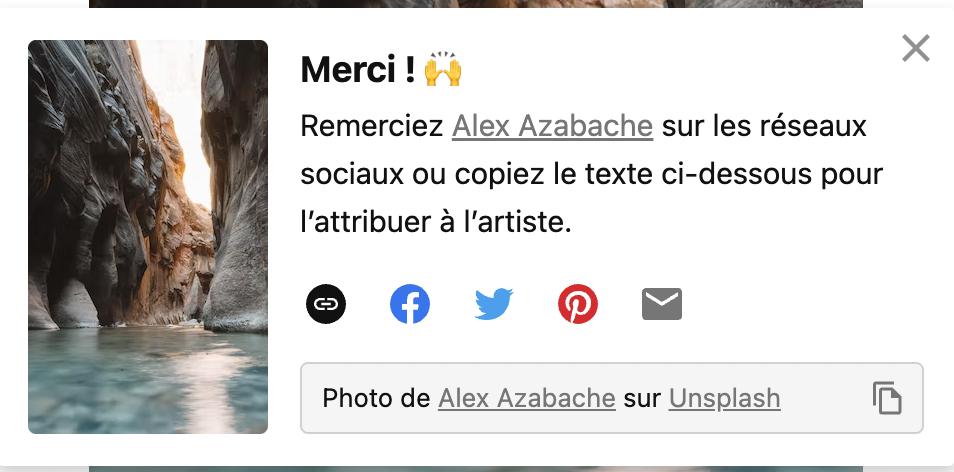 Merci ! 🙌
Remerciez Alex Azabache sur les réseaux
sociaux ou copiez le texte ci-dessous pour
l’attribuer à l’artiste.
Photo de Alex Azabache sur Unsplash